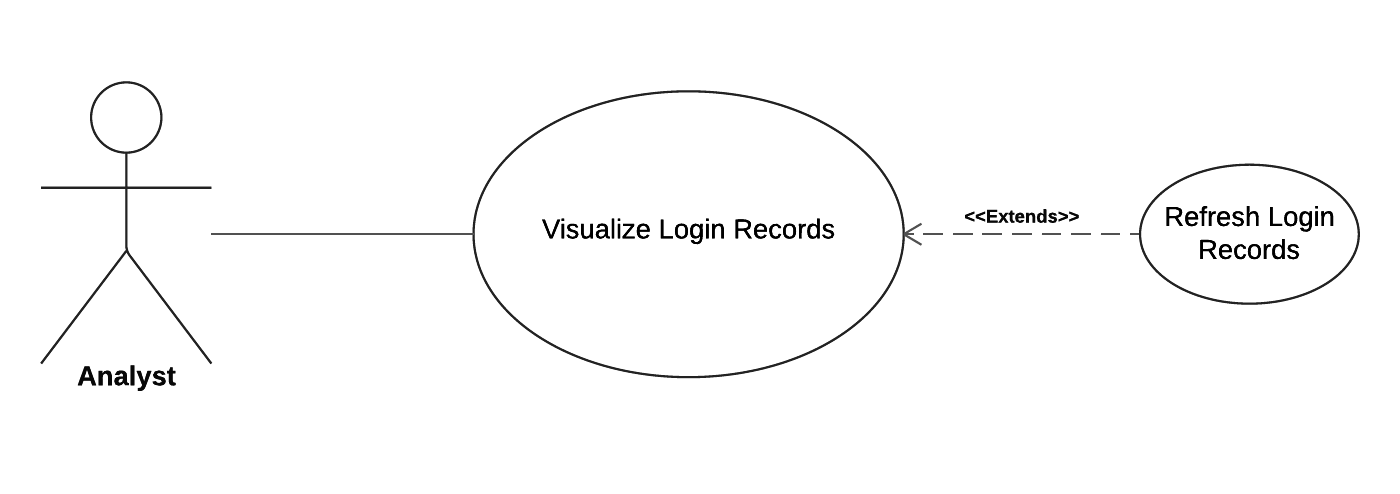 Visualize Login Records
<<Extends>>
Refresh Login
Records
Analyst